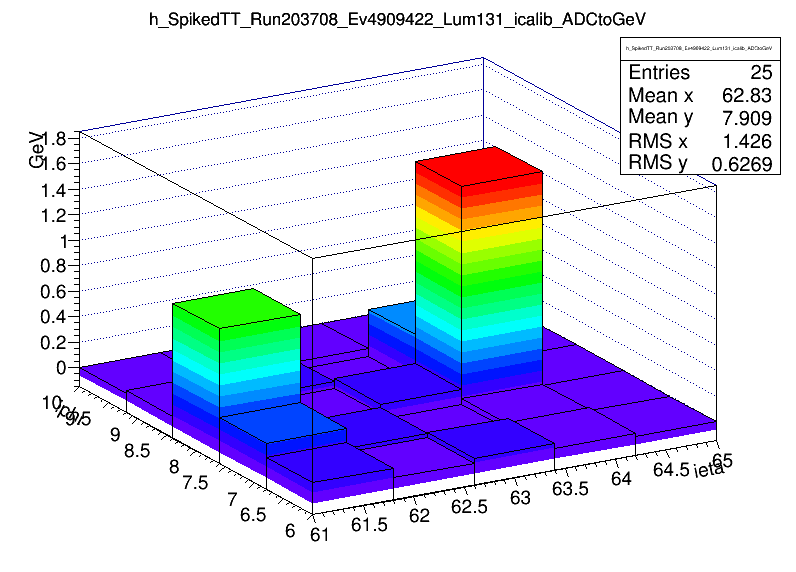 h_SpikedTT_Run203708_Ev4909422_Lum131_icalib_ADCtoGeV
h_SpikedTT_Run203708_Ev4909422_Lum131_icalib_ADCtoGeV
Entries 25
Mean x 62.83
Mean y 7.909
RMS x 1.426
RMS y 0.6269
GeV
1.8
1.6
1.4
1.2
1
0.8
0.6
0.4
0.2
0
10
iphi
9.5
9
8.5
8
7.5
7
6.5
6
61
61.5
62
62.5
63
63.5
64
64.5
65
ieta